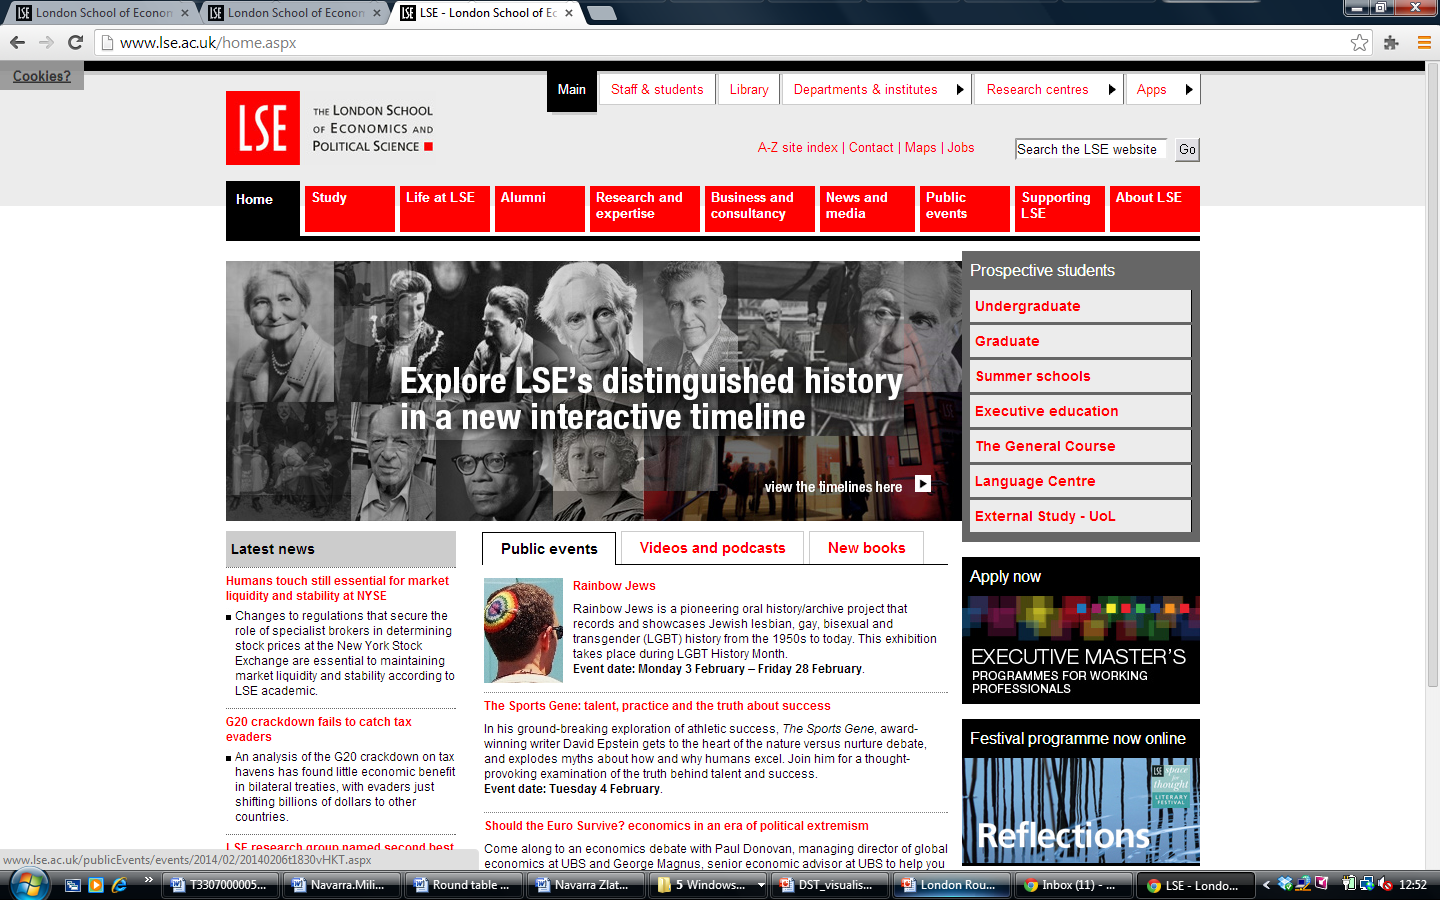 London School of Econom
London School of Econom
LSE - London School of Ec
www.lse.ac.uk/home.aspx
Cookies?
Main
Staff & students
Library
Departments & institutes
Research centres
Apps
LSE
THE LONDON SCHOOL
OF ECONOMICS AND
POLITICAL SCIENCE
A-Z site index | Contact | Maps | Jobs
Search the LSE website
Go
Home
Study
Life at LSE
Alumni
Research and
expertise
Business and
consultancy
News and
media
Public
events
Supporting
LSE
About LSE
Explore LSE's distinguished history
in a new interactive timeline
view the timelines here
Prospective students
Undergraduate
Graduate
Summer schools
Executive education
The General Course
Language Centre
External Study - UoL
Latest news
Humans touch still essential for market
liquidity and stability at NYSE
Changes to regulations that secure the
role of specialist brokers in determining
stock prices at the New York Stock
Exchange are essential to maintaining
market liquidity and stability according to
LSE academic.
G20 crackdown fails to catch tax
evaders
An analysis of the G20 crackdown on tax
havens has found little economic benefit
in bilateral treaties, with evaders just
shifting billions of dollars to other
countries.
LSE research group named second best
Public events
Videos and podcasts
New books
Rainbow Jews
Rainbow Jews is a pioneering oral history/archive project that
records and showcases Jewish lesbian, gay, bisexual and
transgender (LGBT) history from the 1950s to today. This exhibition
takes place during LGBT History Month.
Event date: Monday 3 February – Friday 28 February.
The Sports Gene: talent, practice and the truth about success
In his ground-breaking exploration of athletic success, The Sports Gene, award-
winning writer David Epstein gets to the heart of the nature versus nurture debate,
and explodes myths about how and why humans excel. Join him for a thought-
provoking examination of the truth behind talent and success.
Event date: Tuesday 4 February.
Should the Euro Survive? economics in an era of political extremism
Come along to an economics debate with Paul Donovan, managing director of global
economics at UBS and George Magnus, senior economic advisor at UBS to help you
Apply now
EXECUTIVE MASTER'S
PROGRAMMES FOR WORKING
PROFESSIONALS
Festival programme now online
LSE space for thought
LITERARY
FESTIVAL
Reflections
www.lse.ac.uk/publicEvents/events/2014/02/20140206t1830vHKT.aspx
T3307000005...
Navarra.Mili...
Round table ...
Navarra Zlat...
5 Windows...
DST_visualis...
London Rou...
Inbox (11) - ...
LSE - Londo...
12:52